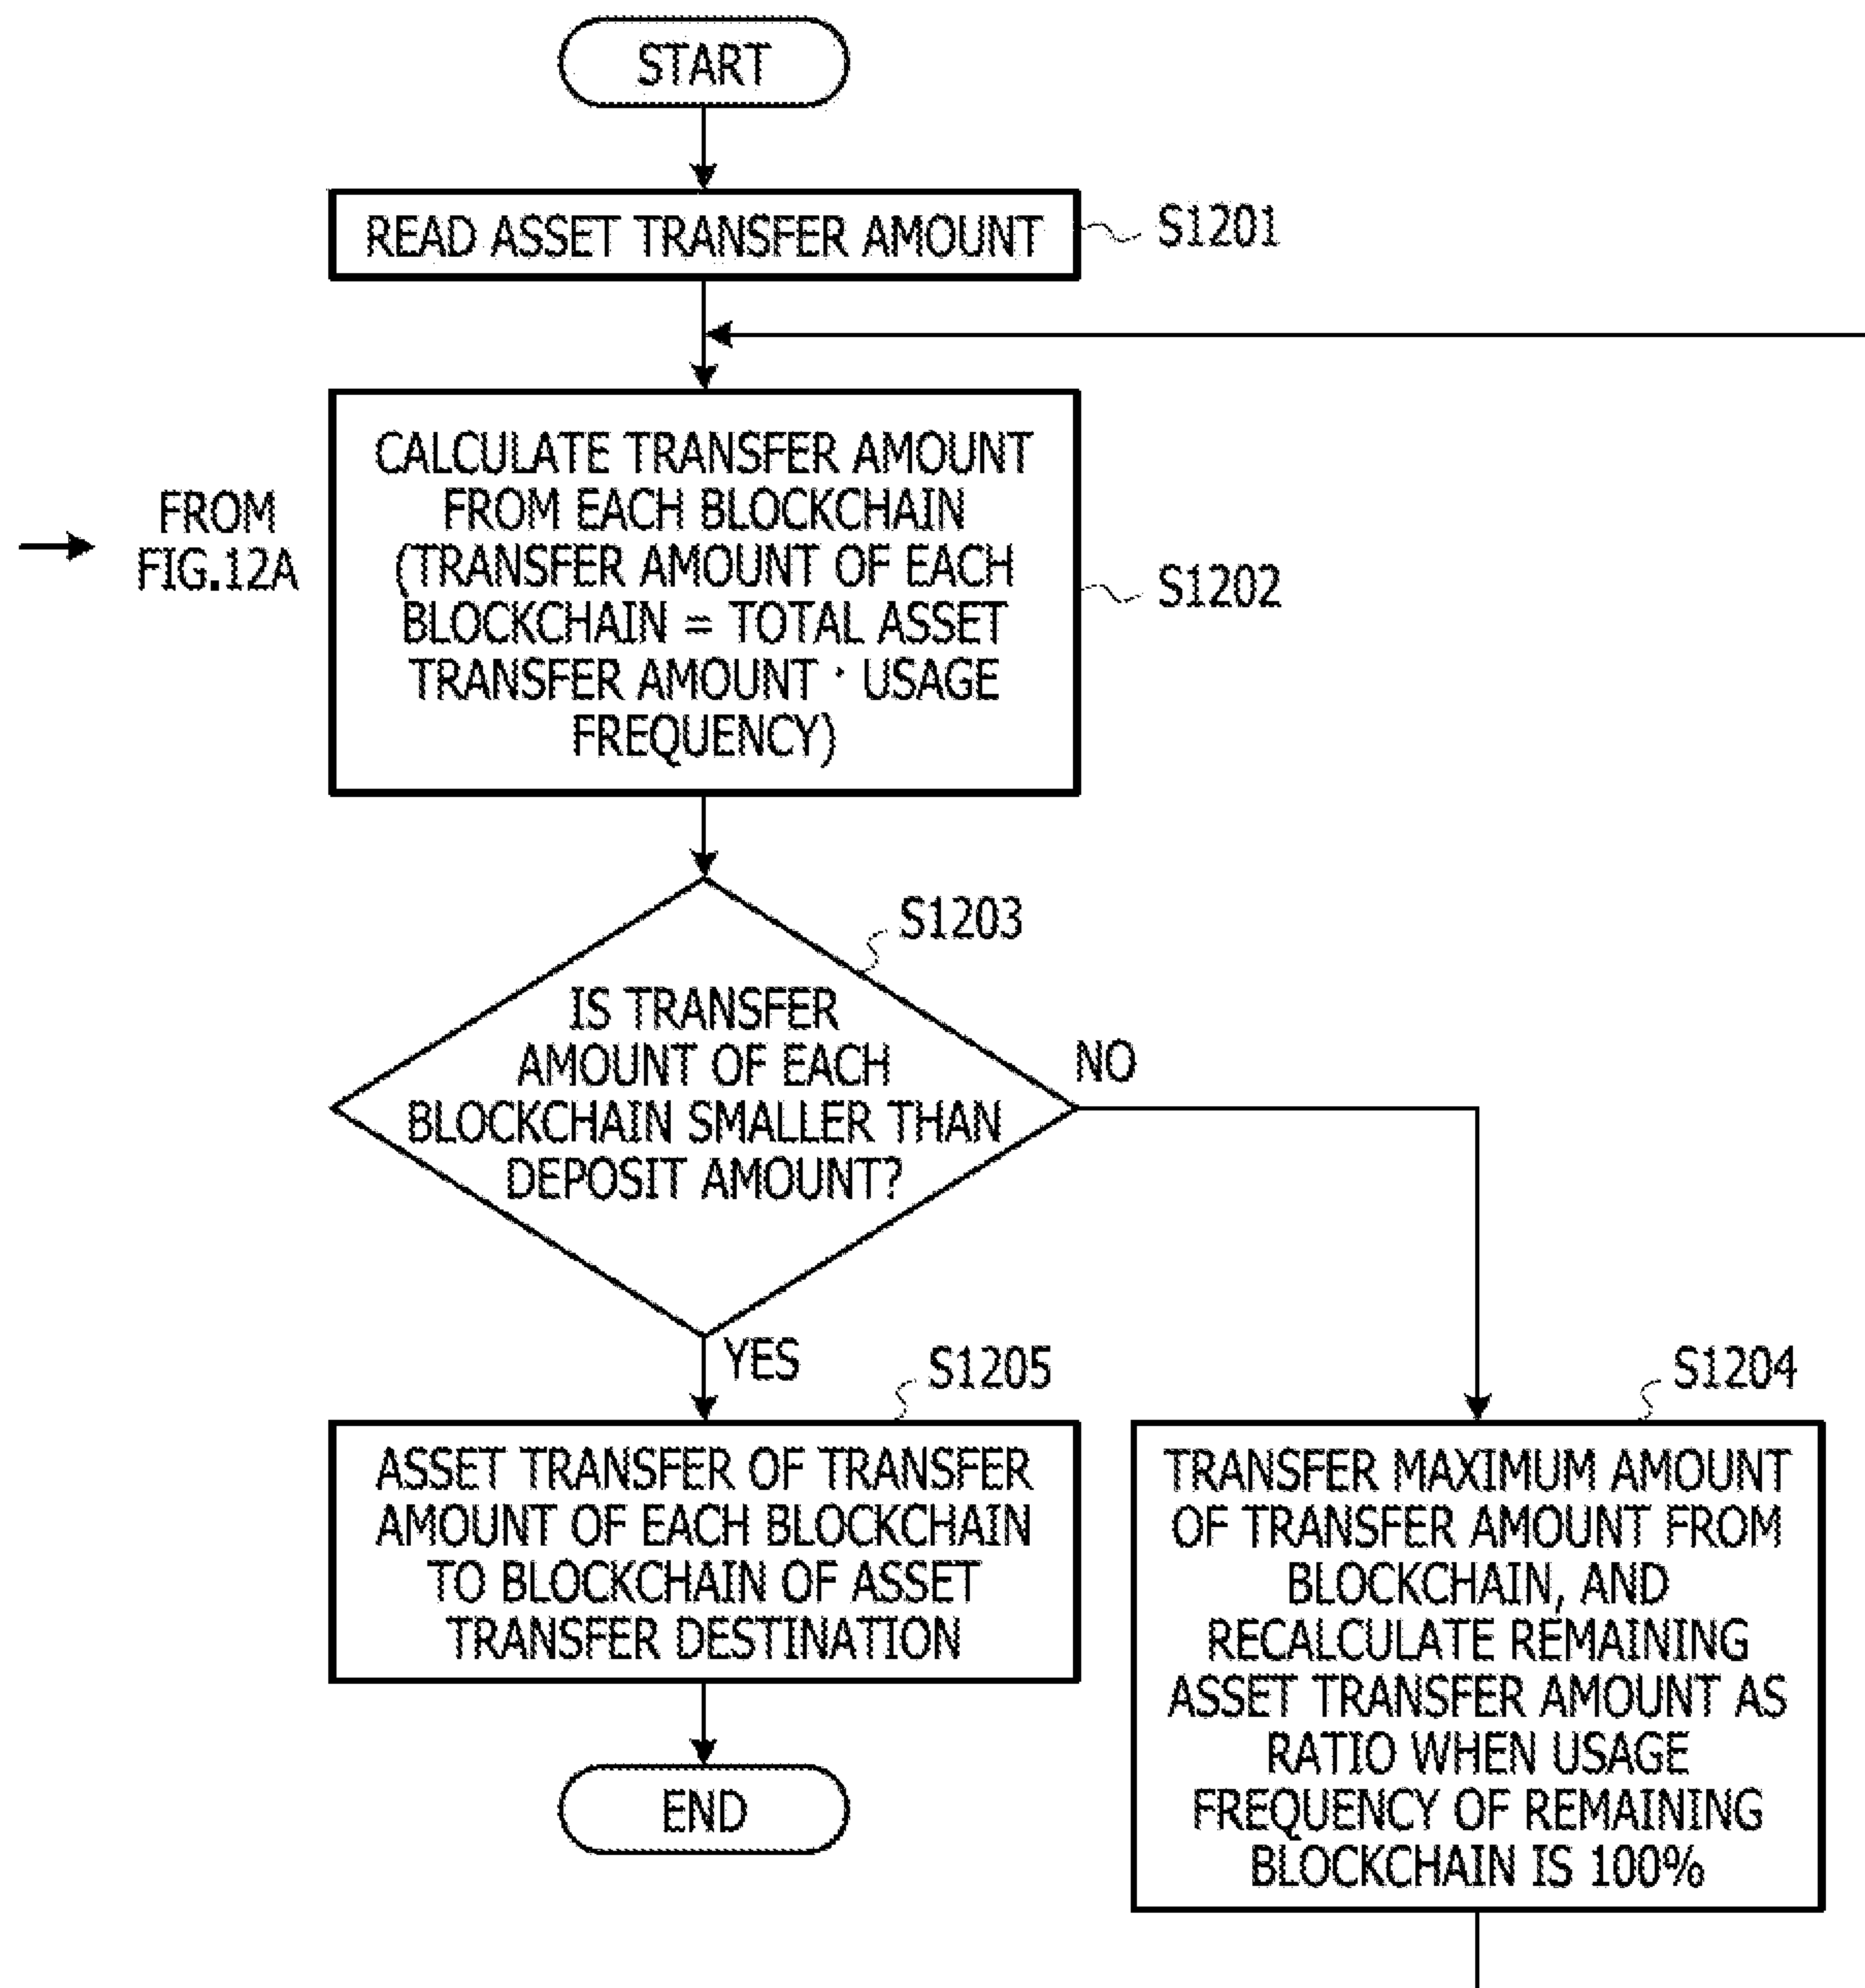 START
READ ASSET TRANSFER AMOUNT
S1201
FROM
FIG.12A
CALCULATE TRANSFER AMOUNT
FROM EACH BLOCKCHAIN
(TRANSFER AMOUNT OF EACH
BLOCKCHAIN = TOTAL ASSET
TRANSFER AMOUNT · USAGE
FREQUENCY)
S1202
S1203
IS TRANSFER
AMOUNT OF EACH
BLOCKCHAIN SMALLER THAN
DEPOSIT AMOUNT?
NO
YES
S1205
ASSET TRANSFER OF TRANSFER
AMOUNT OF EACH BLOCKCHAIN
TO BLOCKCHAIN OF ASSET
TRANSFER DESTINATION
S1204
TRANSFER MAXIMUM AMOUNT
OF TRANSFER AMOUNT FROM
BLOCKCHAIN, AND
RECALCULATE REMAINING
ASSET TRANSFER AMOUNT AS
RATIO WHEN USAGE
FREQUENCY OF REMAINING
BLOCKCHAIN IS 100%
END